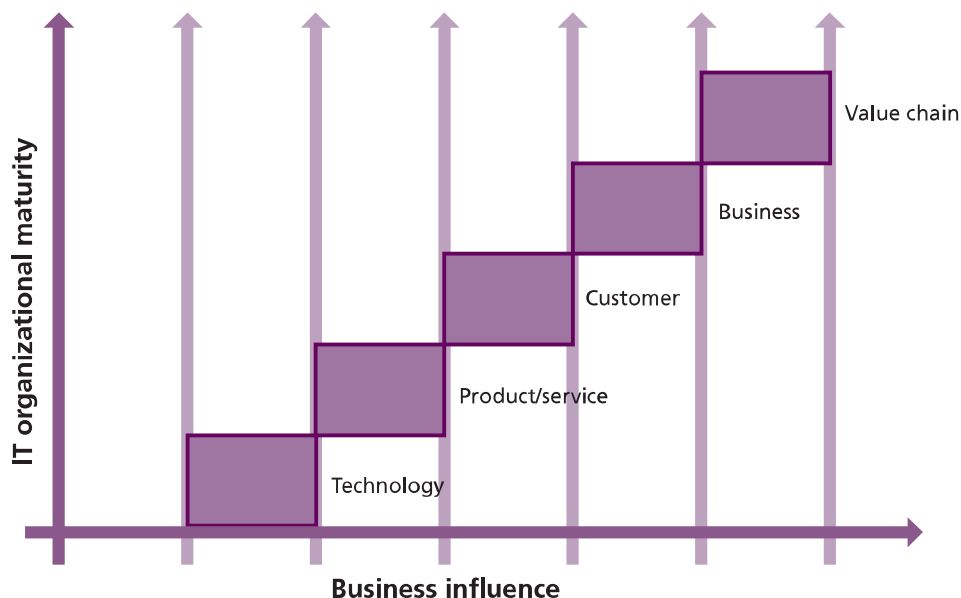 IT organizational maturity
Value chain
Business
Customer
Product/service
Technology
Business influence